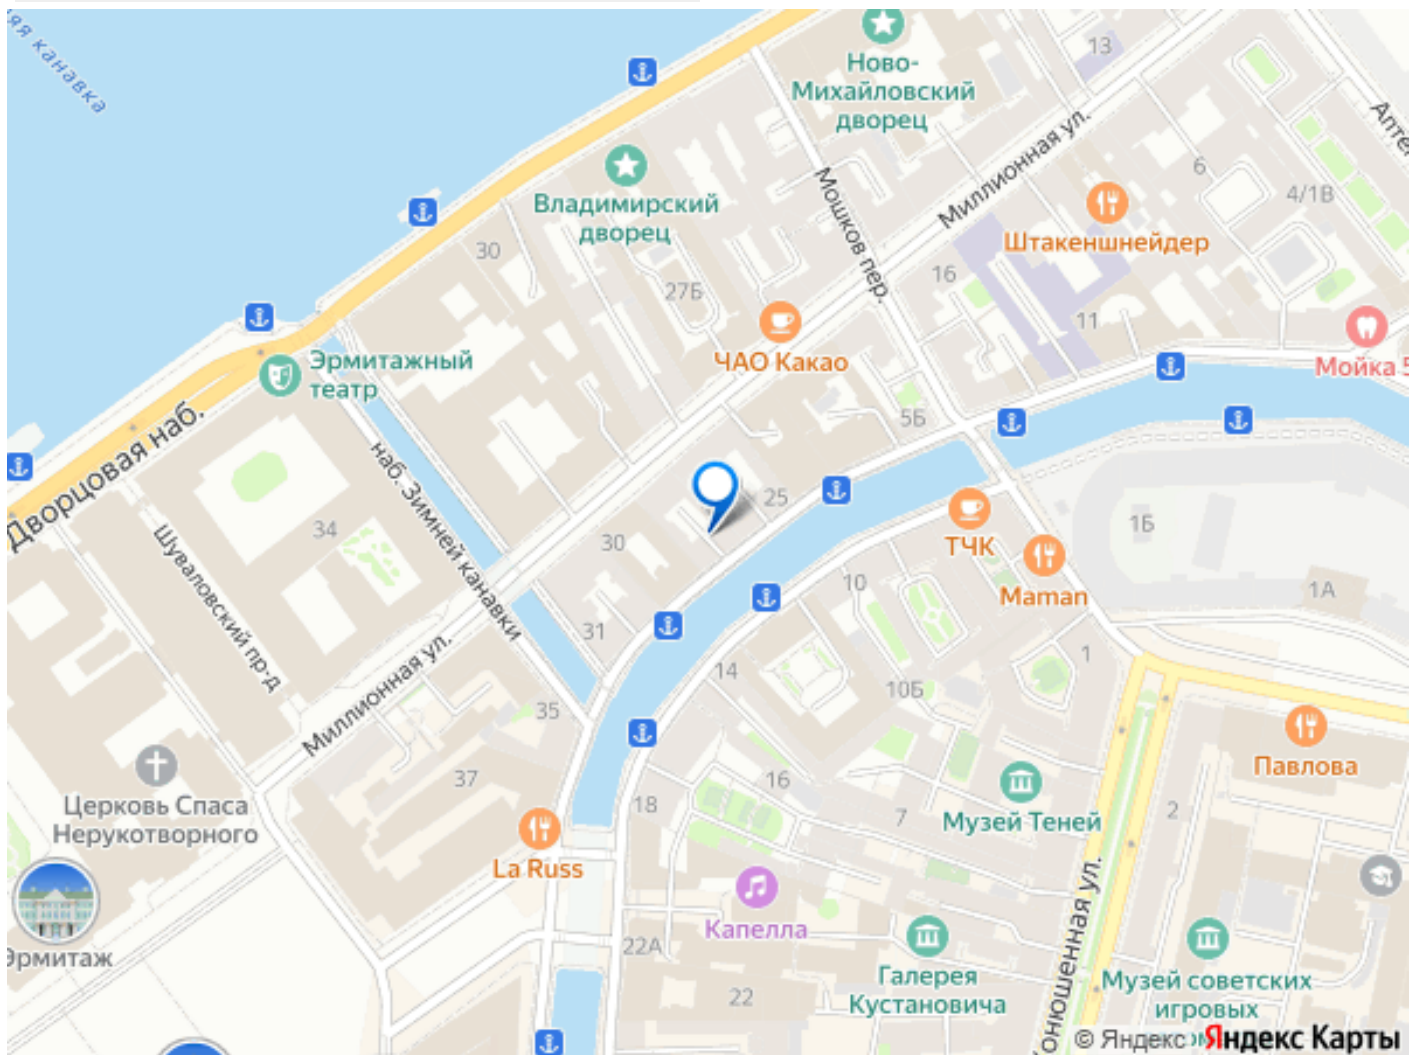 яя канавка
Ново-
Михайловский
дворец
13
Аптек
Миллионная ул.
Мошков пер.
6
4/1В
Владимирский
дворец
30
27Б
16
Штакеншнейдер
11
Мойка 5
ЧАО Какао
5Б
Эрмитажный
театр
Дворцовая наб.
наб. Зимней канавки
Шуваловский пр-д
34
30
25
31
ТЧК
1Б
Maman
1А
10
10Б
1
14
Миллионная ул.
35
37
16
18
7
Музей Теней
2
Павлова
Церковь Спаса
Нерукотворного
La Russ
Капелла
22А
22
Эрмитаж
Галерея
Кустановича
Конюшенная ул.
Музей советских
игровых
© Яндекс
Яндекс Карты